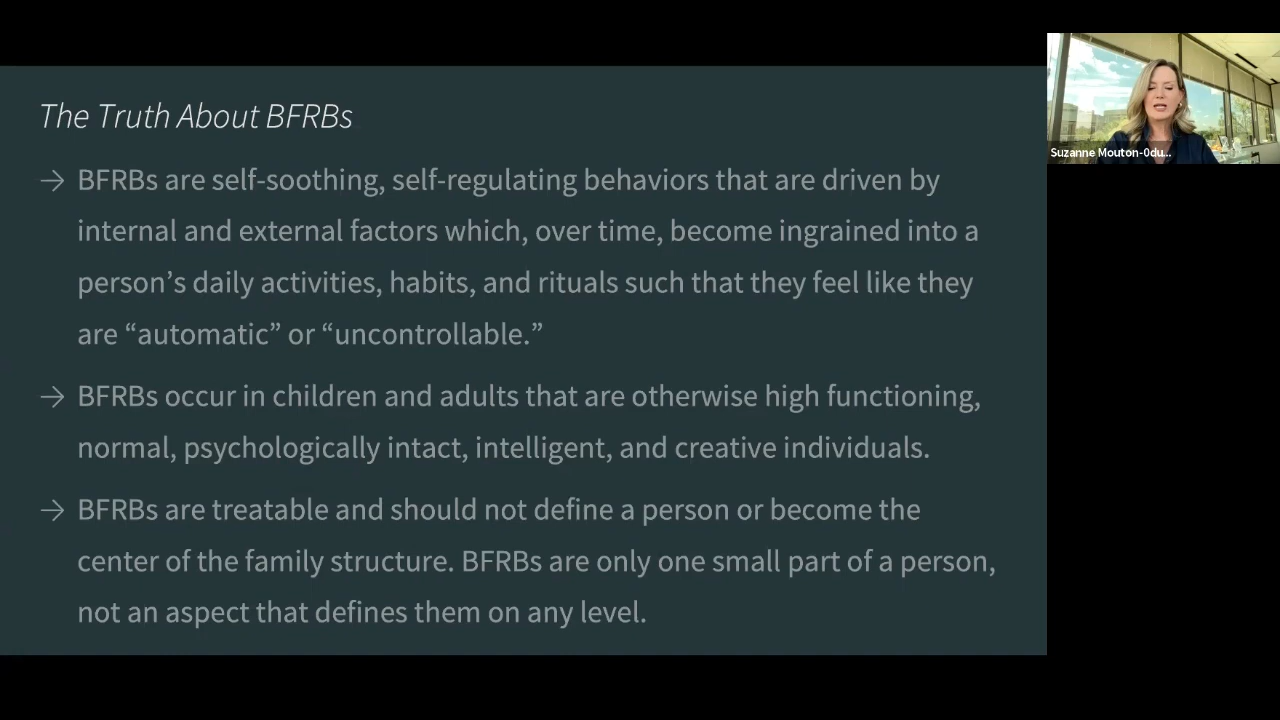 The Truth About BFRBs
→ BFRBs are self-soothing, self-regulating behaviors that are driven by
internal and external factors which, over time, become ingrained into a
person’s daily activities, habits, and rituals such that they feel like they
are “automatic” or “uncontrollable.”
→ BFRBs occur in children and adults that are otherwise high functioning,
normal, psychologically intact, intelligent, and creative individuals.
→ BFRBs are treatable and should not define a person or become the
center of the family structure. BFRBs are only one small part of a person,
not an aspect that defines them on any level.
Suzanne Mouton-Odu...